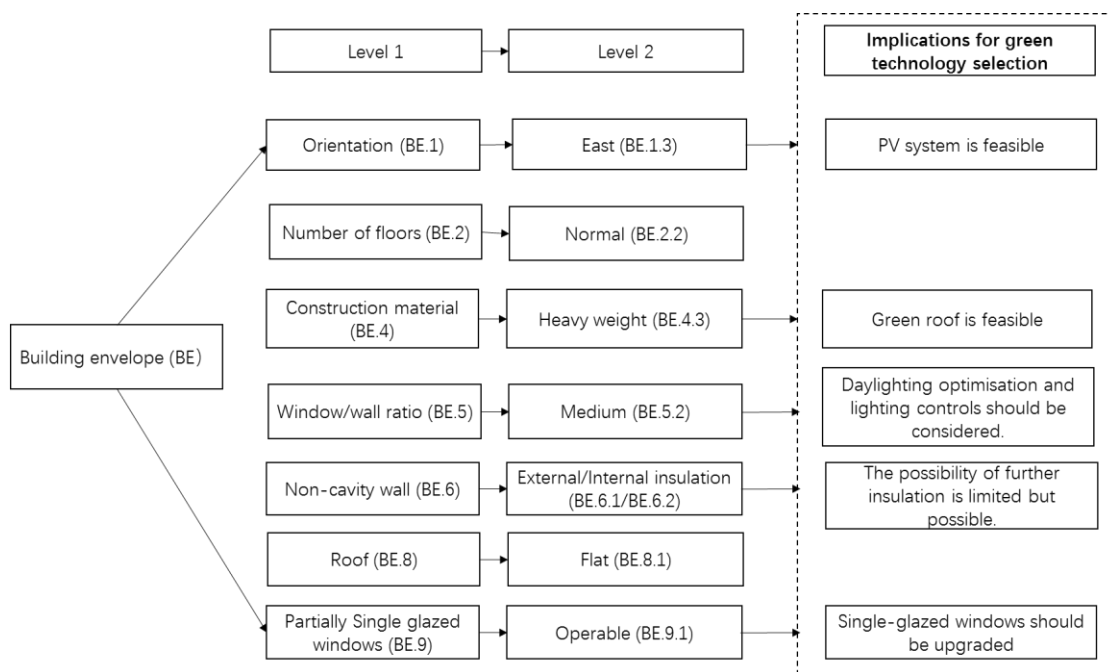 Level 1
Level 2
Implications for green
technology selection
Orientation (BE.1)
East (BE.1.3)
PV system is feasible
Number of floors (BE.2)
Normal (BE.2.2)
Construction material
(BE.4)
Heavy weight (BE.4.3)
Green roof is feasible
Building envelope (BE)
Window/wall ratio (BE.5)
Medium (BE.5.2)
Daylighting optimisation and
lighting controls should be
considered.
Non-cavity wall (BE.6)
External/Internal insulation
(BE.6.1/BE.6.2)
The possibility of further
insulation is limited but
possible.
Roof (BE.8)
Flat (BE.8.1)
Partially Single glazed
windows (BE.9)
Operable (BE.9.1)
Single-glazed windows should
be upgraded